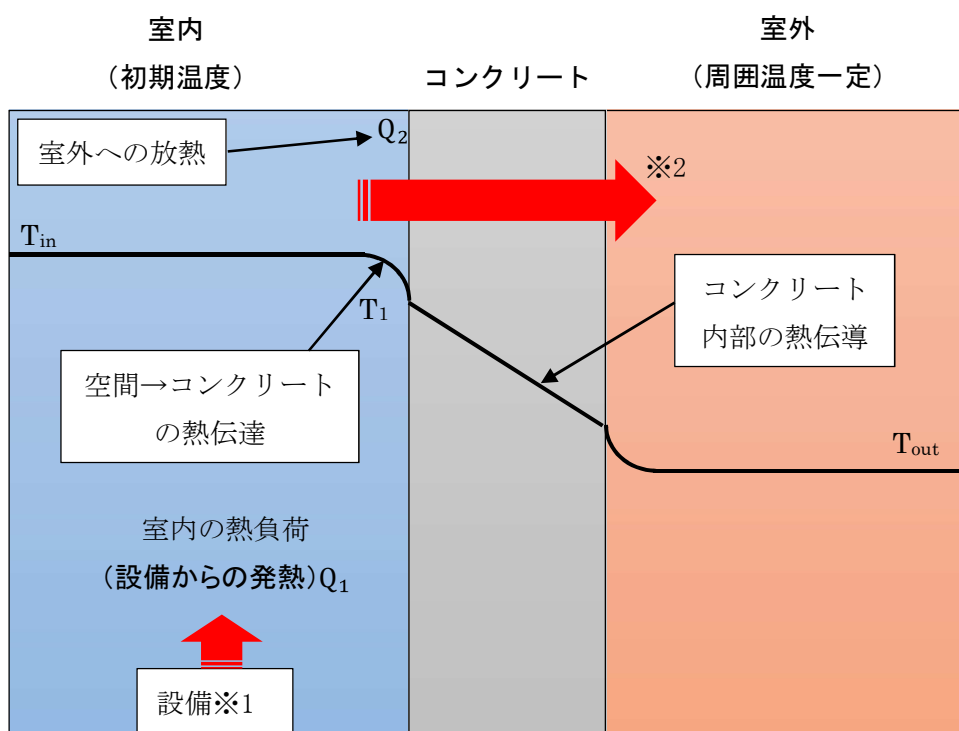 室内
(初期温度)
コンクリート
室外
(周囲温度一定)
室外への放熱
Q₂
※2
Tin
T₁
コンクリート
内部の熱伝導
空間→コンクリート
の熱伝達
Tout
室内の熱負荷
(設備からの発熱)Q₁
設備※1